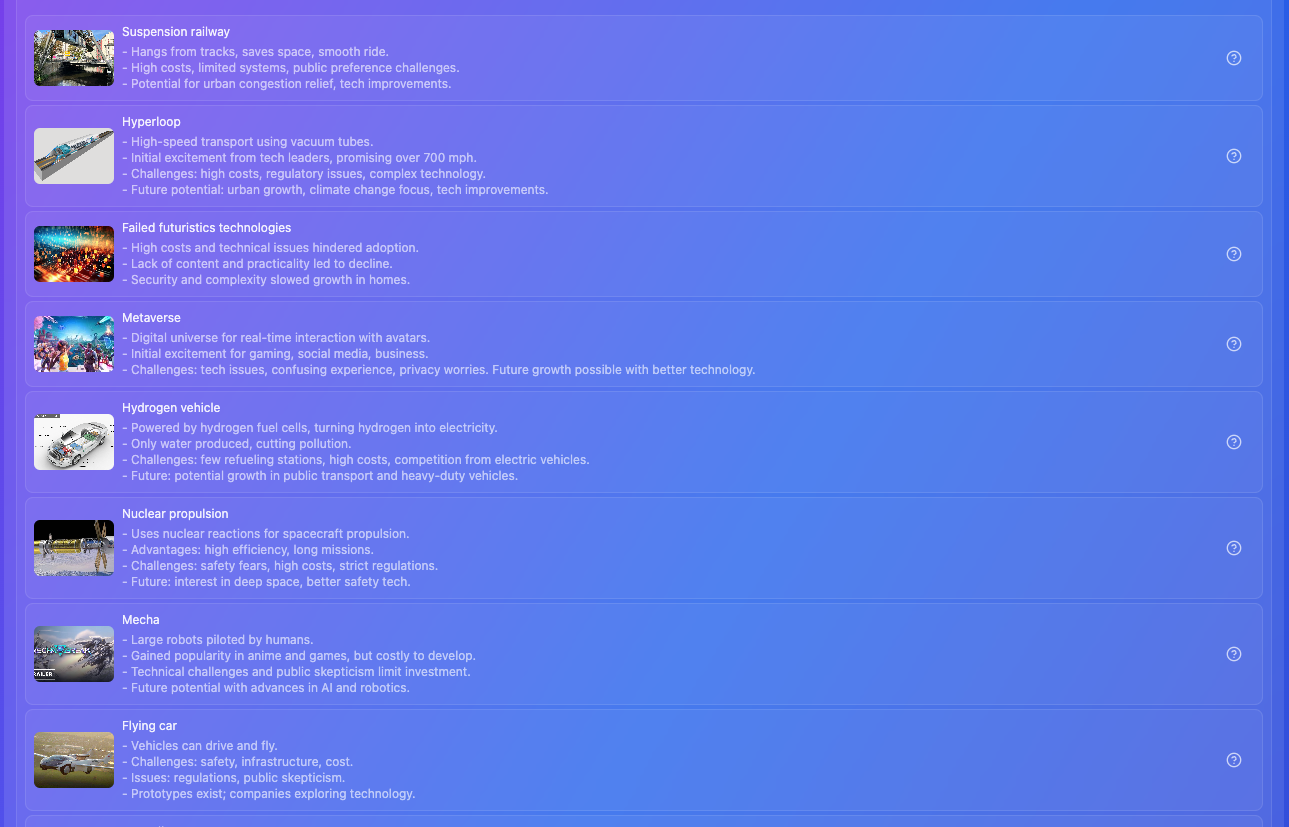 Suspension railway
- Hangs from tracks, saves space, smooth ride.
- High costs, limited systems, public preference challenges.
- Potential for urban congestion relief, tech improvements.
Hyperloop
- High-speed transport using vacuum tubes.
- Initial excitement from tech leaders, promising over 700 mph.
- Challenges: high costs, regulatory issues, complex technology.
- Future potential: urban growth, climate change focus, tech improvements.
Failed futuristics technologies
- High costs and technical issues hindered adoption.
- Lack of content and practicality led to decline.
- Security and complexity slowed growth in homes.
Metaverse
- Digital universe for real-time interaction with avatars.
- Initial excitement for gaming, social media, business.
- Challenges: tech issues, confusing experience, privacy worries. Future growth possible with better technology.
Hydrogen vehicle
- Powered by hydrogen fuel cells, turning hydrogen into electricity.
- Only water produced, cutting pollution.
- Challenges: few refueling stations, high costs, competition from electric vehicles.
- Future: potential growth in public transport and heavy-duty vehicles.
Nuclear propulsion
- Uses nuclear reactions for spacecraft propulsion.
- Advantages: high efficiency, long missions.
- Challenges: safety fears, high costs, strict regulations.
- Future: interest in deep space, better safety tech.
Mecha
- Large robots piloted by humans.
- Gained popularity in anime and games, but costly to develop.
- Technical challenges and public skepticism limit investment.
- Future potential with advances in AI and robotics.
Flying car
- Vehicles can drive and fly.
- Challenges: safety, infrastructure, cost.
- Issues: regulations, public skepticism.
- Prototypes exist; companies exploring technology.